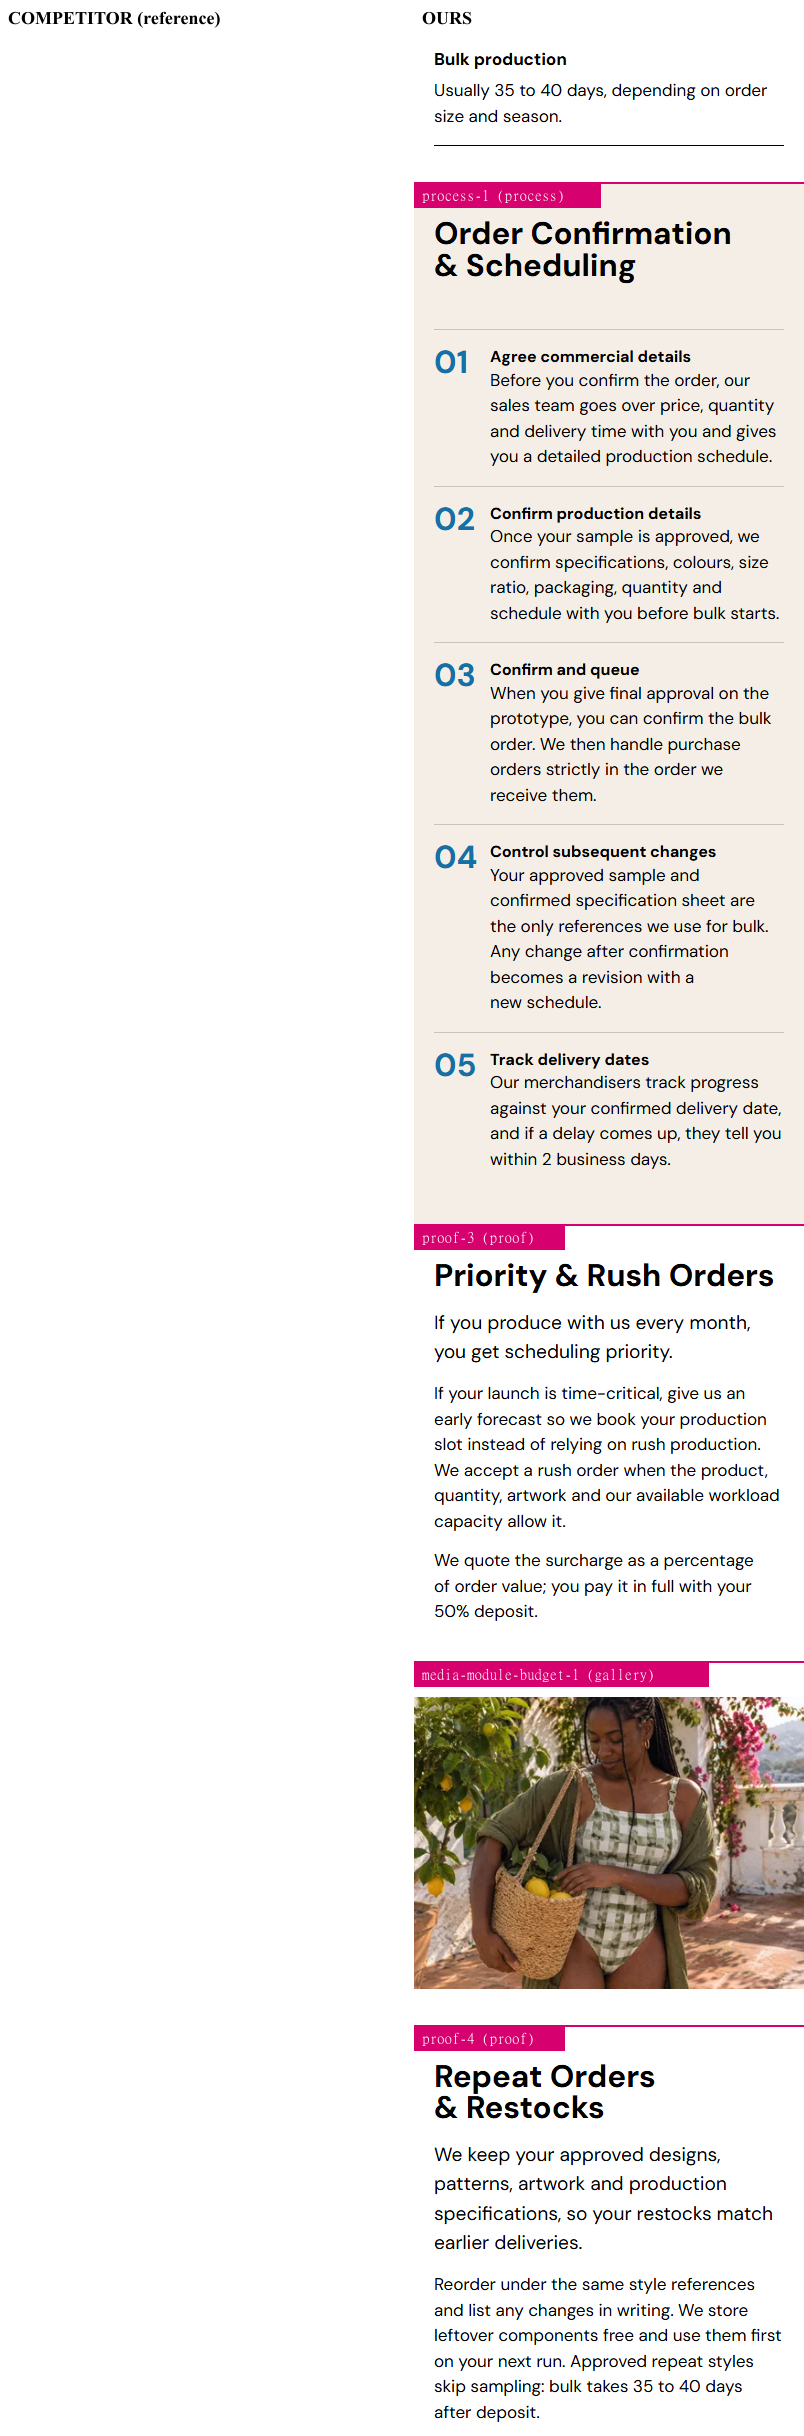 COMPETITOR (reference)
OURS
Bulk production
Usually 35 to 40 days, depending on order
size and season.
process-1 (process)
Order Confirmation
& Scheduling
01
Agree commercial details
Before you confirm the order, our
sales team goes over price, quantity
and delivery time with you and gives
you a detailed production schedule.
02
Confirm production details
Once your sample is approved, we
confirm specifications, colours, size
ratio, packaging, quantity and
schedule with you before bulk starts.
03
Confirm and queue
When you give final approval on the
prototype, you can confirm the bulk
order. We then handle purchase
orders strictly in the order we
receive them.
04
Control subsequent changes
Your approved sample and
confirmed specification sheet are
the only references we use for bulk.
Any change after confirmation
becomes a revision with a
new schedule.
05
Track delivery dates
Our merchandisers track progress
against your confirmed delivery date,
and if a delay comes up, they tell you
within 2 business days.
proof-3 (proof)
Priority & Rush Orders
If you produce with us every month,
you get scheduling priority.
If your launch is time-critical, give us an
early forecast so we book your production
slot instead of relying on rush production.
We accept a rush order when the product,
quantity, artwork and our available workload
capacity allow it.
We quote the surcharge as a percentage
of order value; you pay it in full with your
50% deposit.
media-module-budget-1 (gallery)
proof-4 (proof)
Repeat Orders
& Restocks
We keep your approved designs,
patterns, artwork and production
specifications, so your restocks match
earlier deliveries.
Reorder under the same style references
and list any changes in writing. We store
leftover components free and use them first
on your next run. Approved repeat styles
skip sampling: bulk takes 35 to 40 days
after deposit.